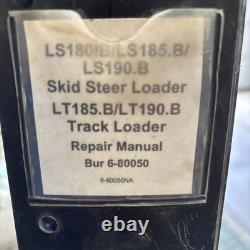 LS180.B/LS185.B/
LS190.B
Skid Steer Loader
LT185.B/LT190.B
Track Loader
Repair Manual
Bur 6-80050
6-80050NA